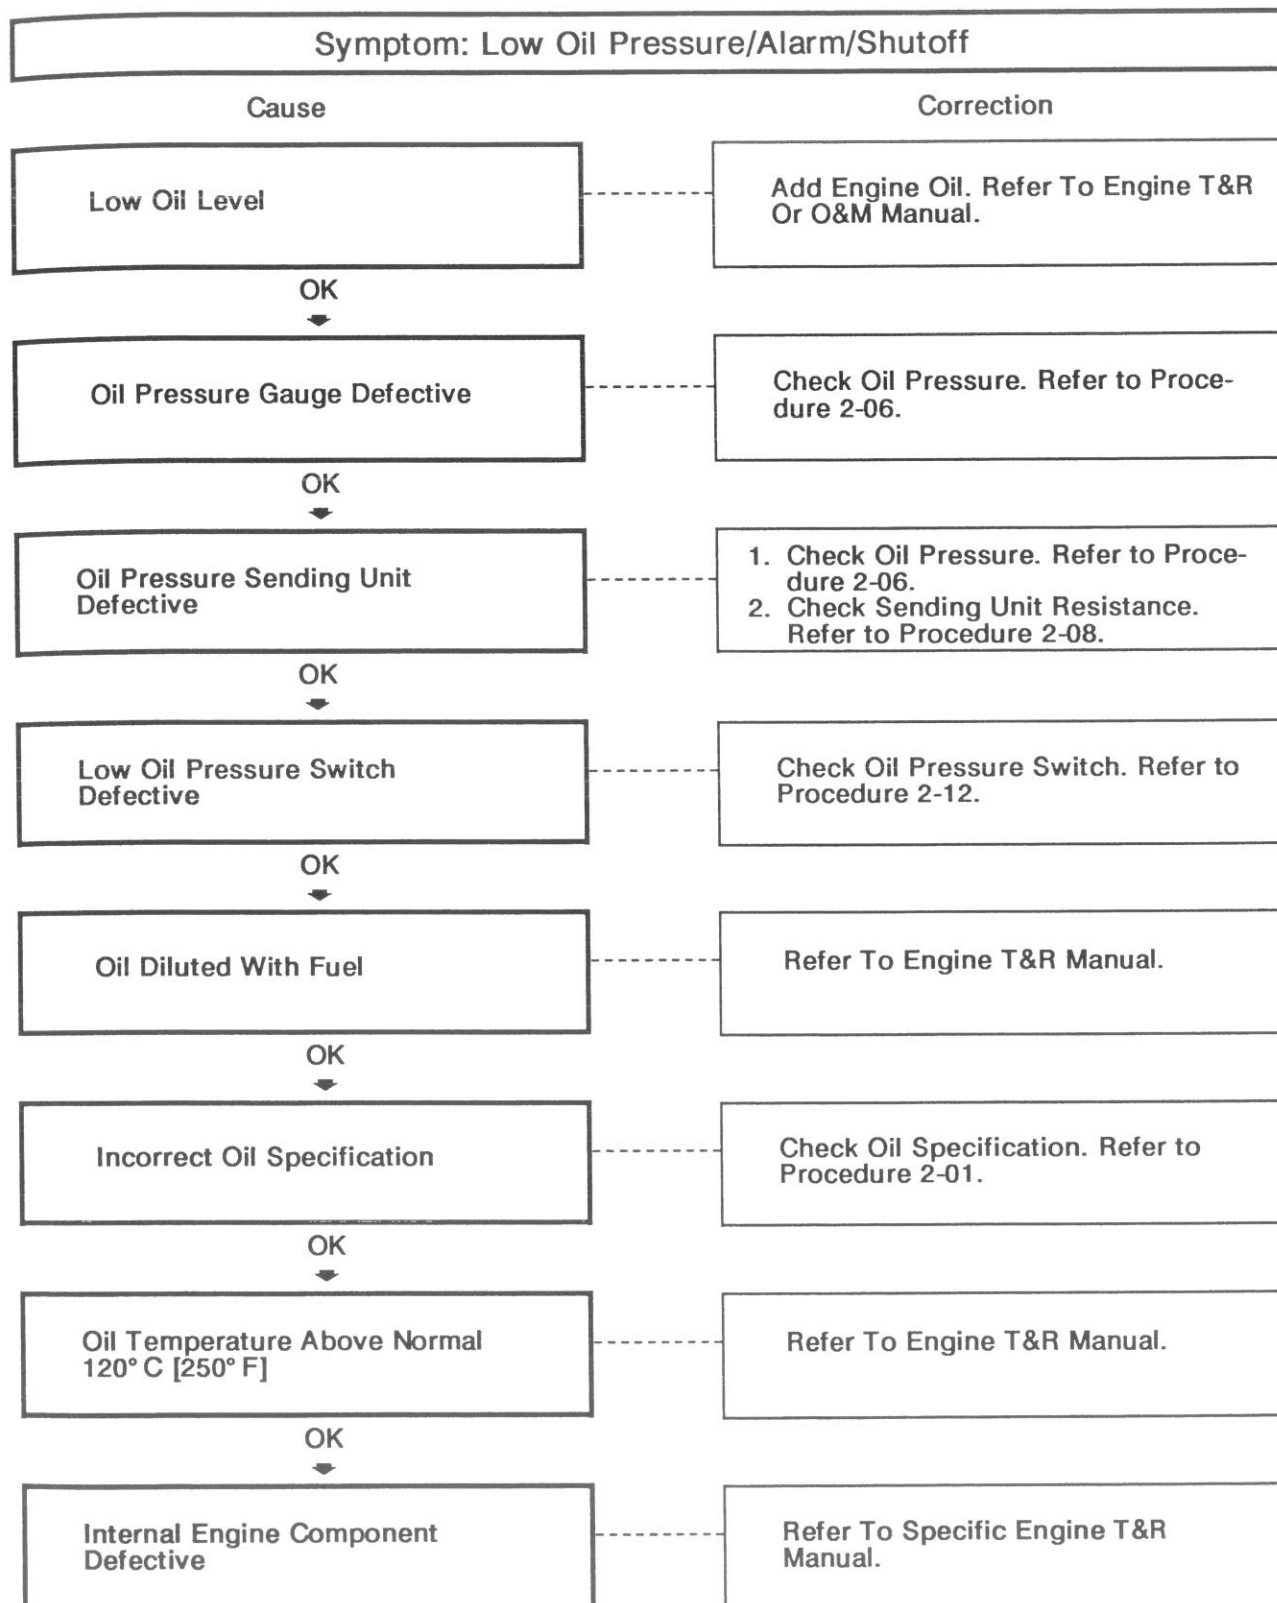 Symptom: Low Oil Pressure/Alarm/Shutoff
Cause
Correction
Low Oil Level
Add Engine Oil. Refer To Engine T&R
Or O&M Manual.
OK
Oil Pressure Gauge Defective
Check Oil Pressure. Refer to Proce-
dure 2-06.
OK
Oil Pressure Sending Unit
Defective
1. Check Oil Pressure. Refer to Proce-
dure 2-06.
2. Check Sending Unit Resistance.
Refer to Procedure 2-08.
OK
Low Oil Pressure Switch
Defective
Check Oil Pressure Switch. Refer to
Procedure 2-12.
OK
Oil Diluted With Fuel
Refer To Engine T&R Manual.
OK
Incorrect Oil Specification
Check Oil Specification. Refer to
Procedure 2-01.
OK
Oil Temperature Above Normal
120° C [250° F]
Refer To Engine T&R Manual.
OK
Internal Engine Component
Defective
Refer To Specific Engine T&R
Manual.